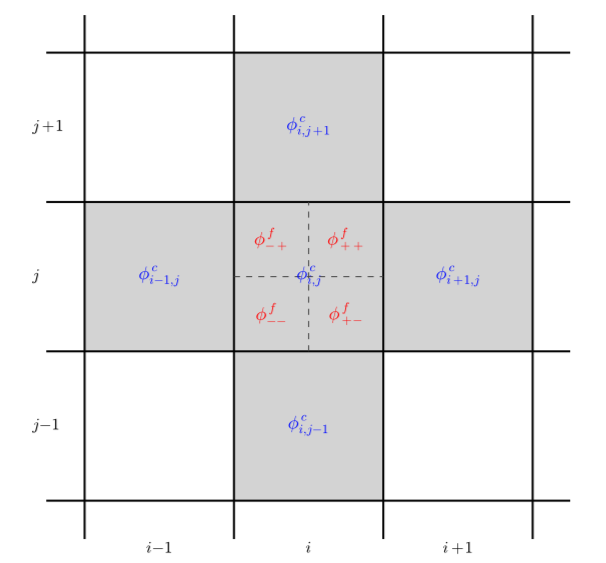 j+1
ϕ^c_{i,j+1}
ϕ^f_{-+} ϕ^f_{++}
j ϕ^c_{i-1,j} ϕ^c_{i,j} ϕ^c_{i+1,j}
ϕ^f_{--} ϕ^f_{+-}
j-1 ϕ^c_{i,j-1}
i-1 i i+1